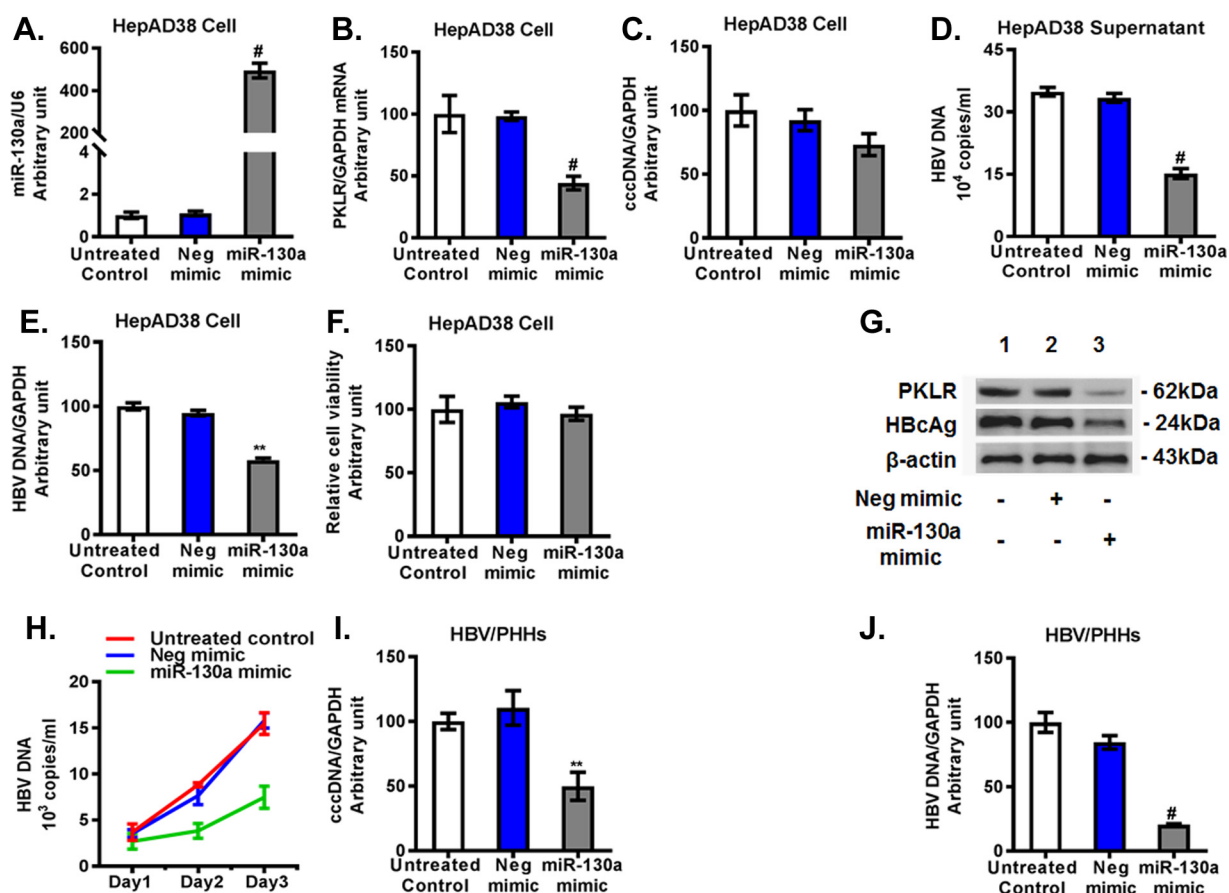 A.
HepAD38 Cell
miR-130a/U6
Arbitrary unit
600
400
200
4
2
0
#
Untreated Control
Neg mimic
miR-130a mimic
B.
HepAD38 Cell
PKLR/GAPDH mRNA
Arbitrary unit
150
100
50
0
#
Untreated Control
Neg mimic
miR-130a mimic
C.
HepAD38 Cell
cccDNA/GAPDH
Arbitrary unit
150
100
50
0
Untreated Control
Neg mimic
miR-130a mimic
D.
HepAD38 Supernatant
HBV DNA
10⁴ copies/ml
45
30
15
0
#
Untreated Control
Neg mimic
miR-130a mimic
E.
HepAD38 Cell
HBV DNA/GAPDH
Arbitrary unit
150
100
50
0
**
Untreated Control
Neg mimic
miR-130a mimic
F.
HepAD38 Cell
Relative cell viability
Arbitrary unit
150
100
50
0
Untreated Control
Neg mimic
miR-130a mimic
G.
1 2 3
PKLR - 62kDa
HBcAg - 24kDa
β-actin - 43kDa
Neg mimic - + -
miR-130a mimic - - +
H.
Untreated control
Neg mimic
miR-130a mimic
HBV DNA
10³ copies/ml
20
15
10
5
0
Day1 Day2 Day3
I.
HBV/PHHs
cccDNA/GAPDH
Arbitrary unit
150
100
50
0
**
Untreated Control
Neg mimic
miR-130a mimic
J.
HBV/PHHs
HBV DNA/GAPDH
Arbitrary unit
150
100
50
0
#
Untreated Control
Neg mimic
miR-130a mimic